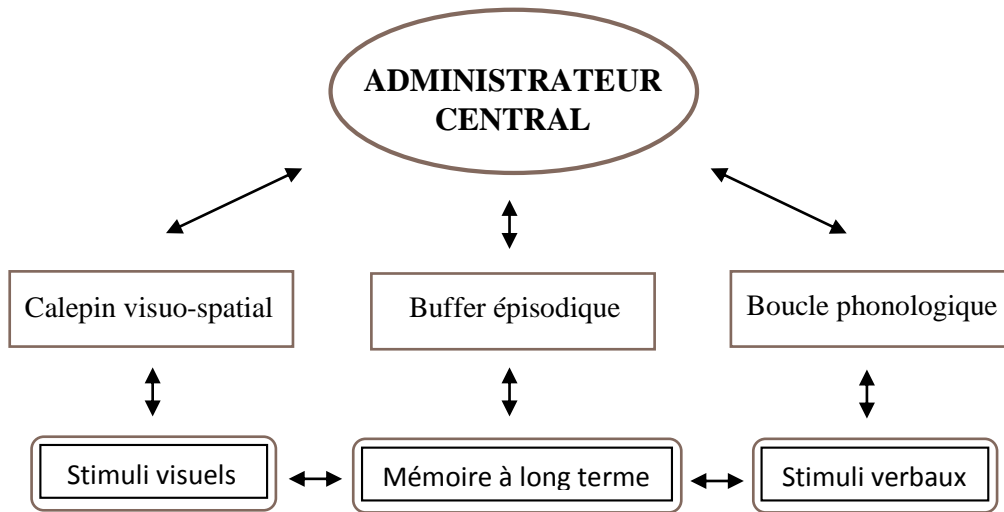 ADMINISTRATEUR
CENTRAL
Calepin visuo-spatial
Buffer épisodique
Boucle phonologique
Stimuli visuels
Mémoire à long terme
Stimuli verbaux